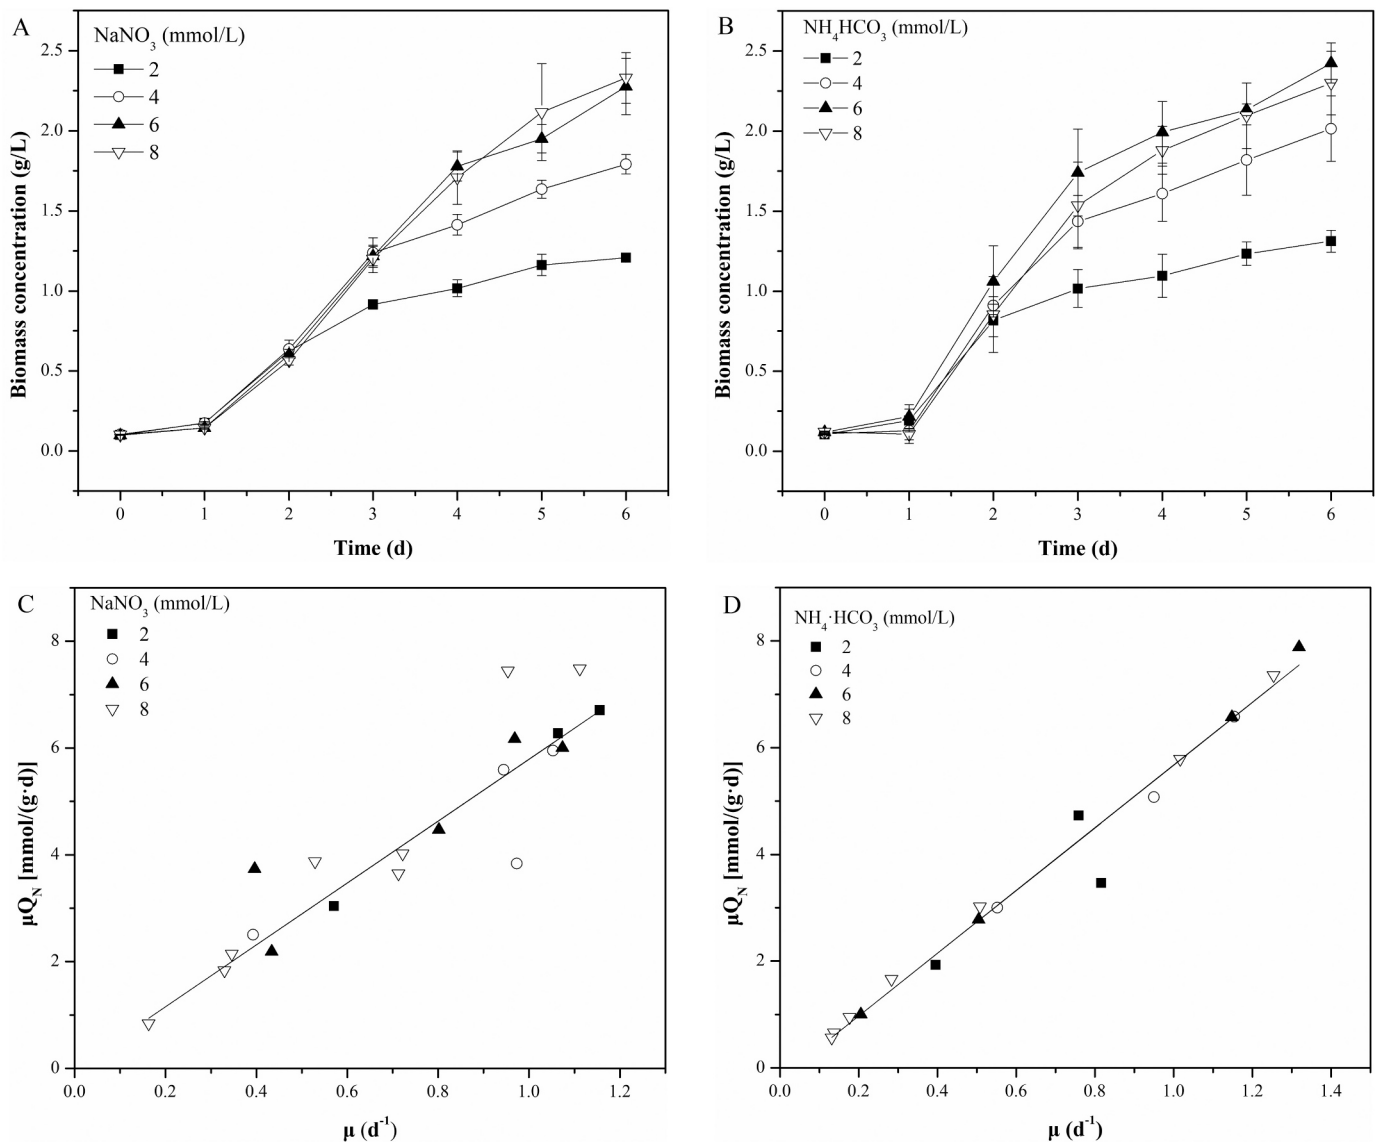 A
NaNO3 (mmol/L)
2
4
6
8
2.5
2.0
1.5
1.0
0.5
0.0
Biomass concentration (g/L)
0 1 2 3 4 5 6
Time (d)
B
NH4HCO3 (mmol/L)
2
4
6
8
2.5
2.0
1.5
1.0
0.5
0.0
Biomass concentration (g/L)
0 1 2 3 4 5 6
Time (d)
C
NaNO3 (mmol/L)
2
4
6
8
8
6
4
2
0
μQN [mmol/(g·d)]
0.0 0.2 0.4 0.6 0.8 1.0 1.2
μ (d-1)
D
NH4·HCO3 (mmol/L)
2
4
6
8
8
6
4
2
0
μQN [mmol/(g·d)]
0.0 0.2 0.4 0.6 0.8 1.0 1.2 1.4
μ (d-1)